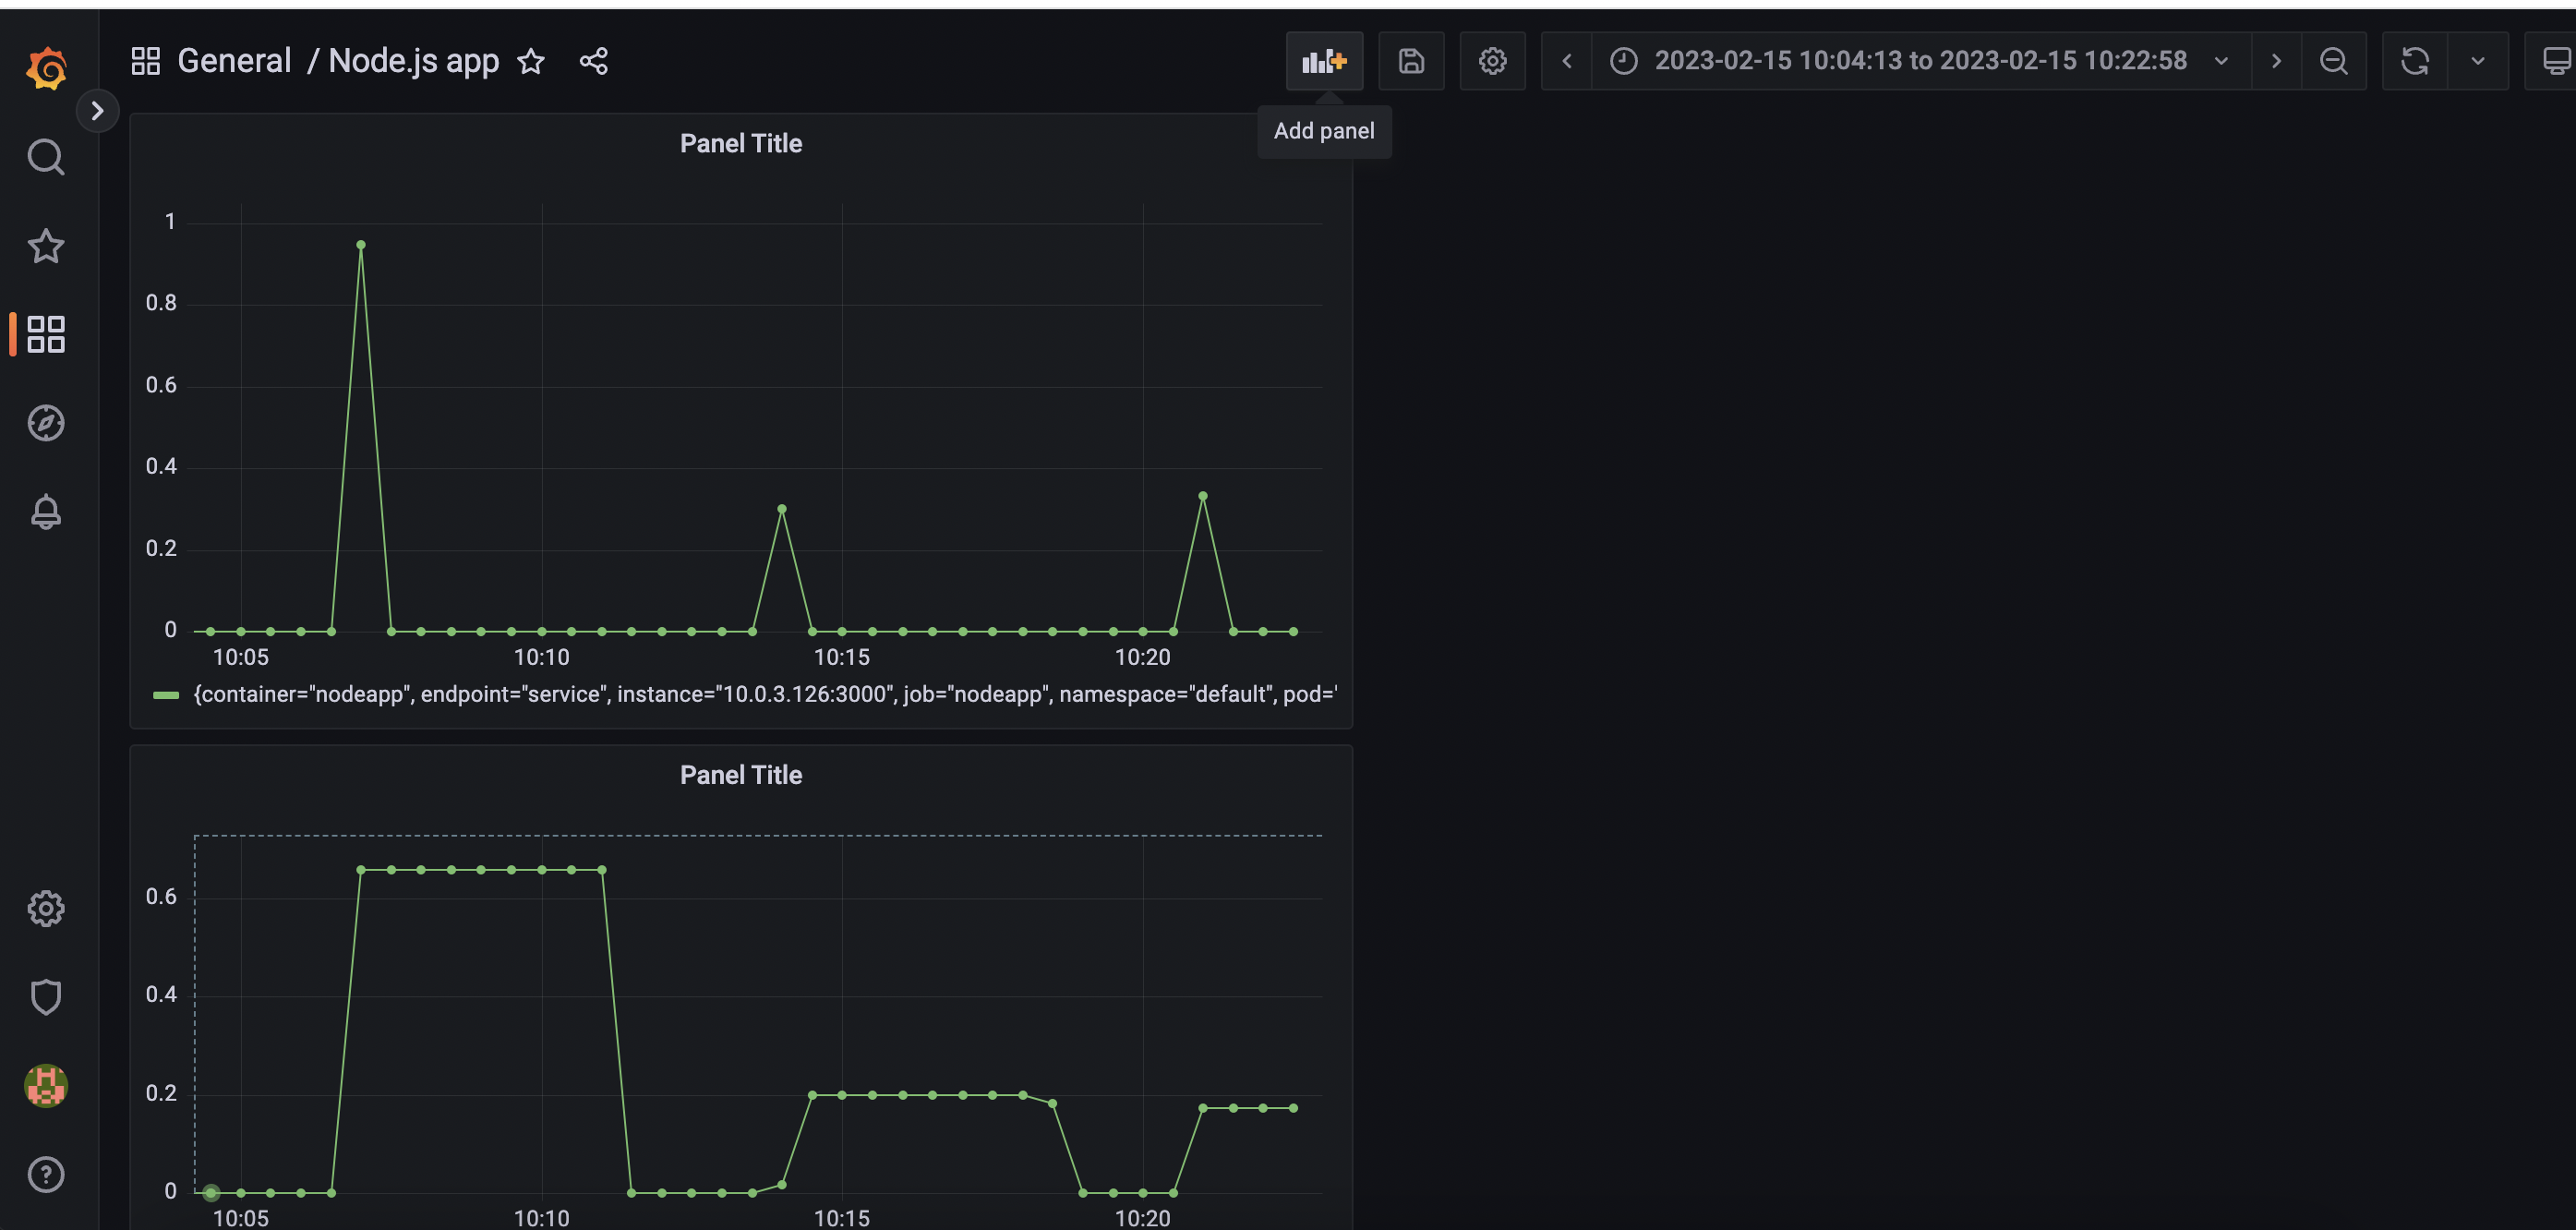 General / Node.js app
2023-02-15 10:04:13 to 2023-02-15 10:22:58
Add panel
Panel Title
1
0.8
0.6
0.4
0.2
0
10:05 10:10 10:15 10:20
{container="nodeapp", endpoint="service", instance="10.0.3.126:3000", job="nodeapp", namespace="default", pod="
Panel Title
0.6
0.4
0.2
0
10:05 10:10 10:15 10:20